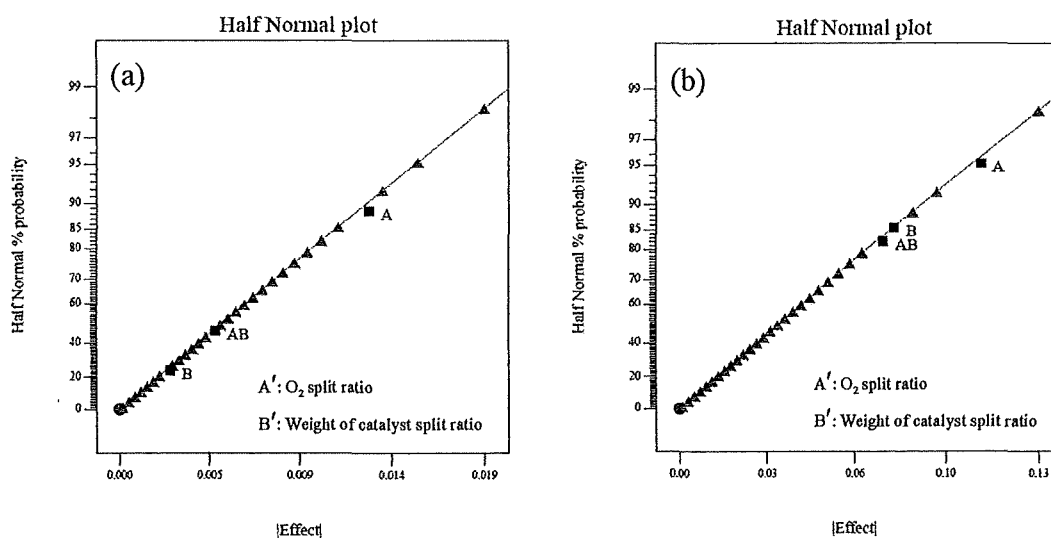 Half Normal plot
(a)
Half Normal % probability
99
97
95
90
85
80
70
60
40
20
0
A
AB
B
A′: O₂ split ratio
B′: Weight of catalyst split ratio
0.000 0.005 0.009 0.014 0.019
|Effect|
Half Normal plot
(b)
Half Normal % probability
99
97
95
90
85
80
70
60
40
20
0
A
B
AB
A′: O₂ split ratio
B′: Weight of catalyst split ratio
0.00 0.03 0.06 0.10 0.13
|Effect|